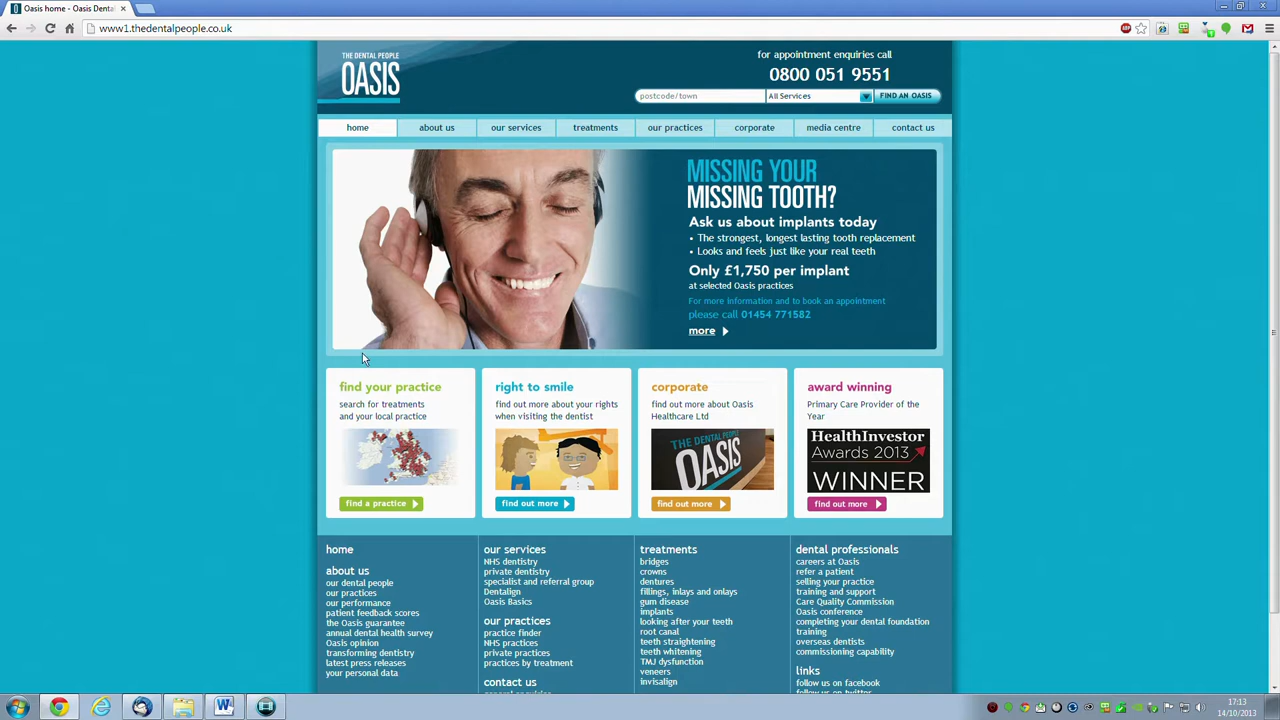 Oasis home - Oasis Dental
www1.thedentalpeople.co.uk
THE DENTAL PEOPLE
OASIS
for appointment enquiries call
0800 051 9551
postcode/town
All Services
FIND AN OASIS
home
about us
our services
treatments
our practices
corporate
media centre
contact us
MISSING YOUR
MISSING TOOTH?
Ask us about implants today
• The strongest, longest lasting tooth replacement
• Looks and feels just like your real teeth
Only £1,750 per implant
at selected Oasis practices
For more information and to book an appointment
please call 01454 771582
more
find your practice
search for treatments
and your local practice
find a practice
right to smile
find out more about your rights
when visiting the dentist
find out more
corporate
find out more about Oasis
Healthcare Ltd
THE DENTAL PEOPLE
OASIS
find out more
award winning
Primary Care Provider of the
Year
HealthInvestor
Awards 2013
WINNER
find out more
home
about us
our dental people
our practices
our performance
patient feedback scores
the Oasis guarantee
annual dental health survey
Oasis opinion
transforming dentistry
latest press releases
your personal data
our services
NHS dentistry
private dentistry
specialist and referral group
Dentalign
Oasis Basics
our practices
practice finder
NHS practices
private practices
practices by treatment
contact us
general enquiries
treatments
bridges
crowns
dentures
fillings, inlays and onlays
gum disease
implants
looking after your teeth
root canal
teeth straightening
teeth whitening
TMJ dysfunction
veneers
invisalign
dental professionals
careers at Oasis
refer a patient
selling your practice
training and support
Care Quality Commission
Oasis conference
completing your dental foundation
training
overseas dentists
commissioning capability
links
follow us on facebook
follow us on twitter
17:13
14/10/2013